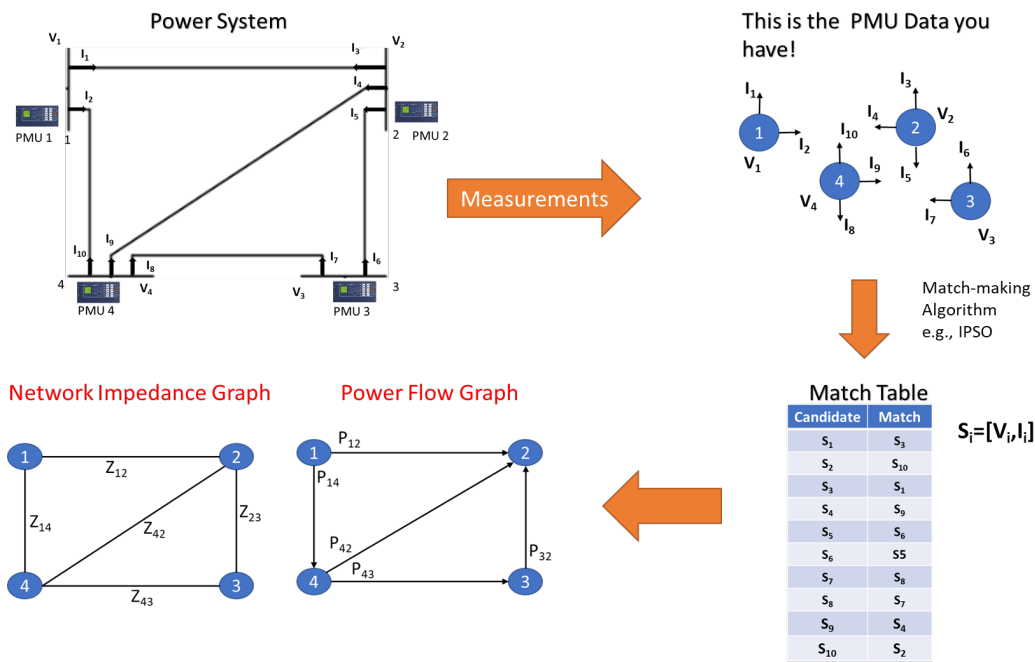 Power System
V₁
V₂
I₁
I₃
I₄
I₂
I₅
PMU 1
1
2
PMU 2
I₉
I₁₀
I₈
I₇
I₆
4
V₄
V₃
3
PMU 4
PMU 3
Measurements
This is the PMU Data you
have!
I₁
1
I₂
V₁
I₃
I₄
2
V₂
I₅
I₁₀
4
I₉
V₄
I₈
I₆
3
I₇
V₃
Match-making
Algorithm
e.g., IPSO
Match Table
Candidate Match
S₁ S₃
S₂ S₁₀
S₃ S₁
S₄ S₉
S₅ S₆
S₆ S5
S₇ S₈
S₈ S₇
S₉ S₄
S₁₀ S₂
Sᵢ=[Vᵢ,Iᵢ]
Power Flow Graph
1
P₁₂
2
P₁₄
P₄₂
P₃₂
4
P₄₃
3
Network Impedance Graph
1
Z₁₂
2
Z₁₄
Z₄₂
Z₂₃
4
Z₄₃
3